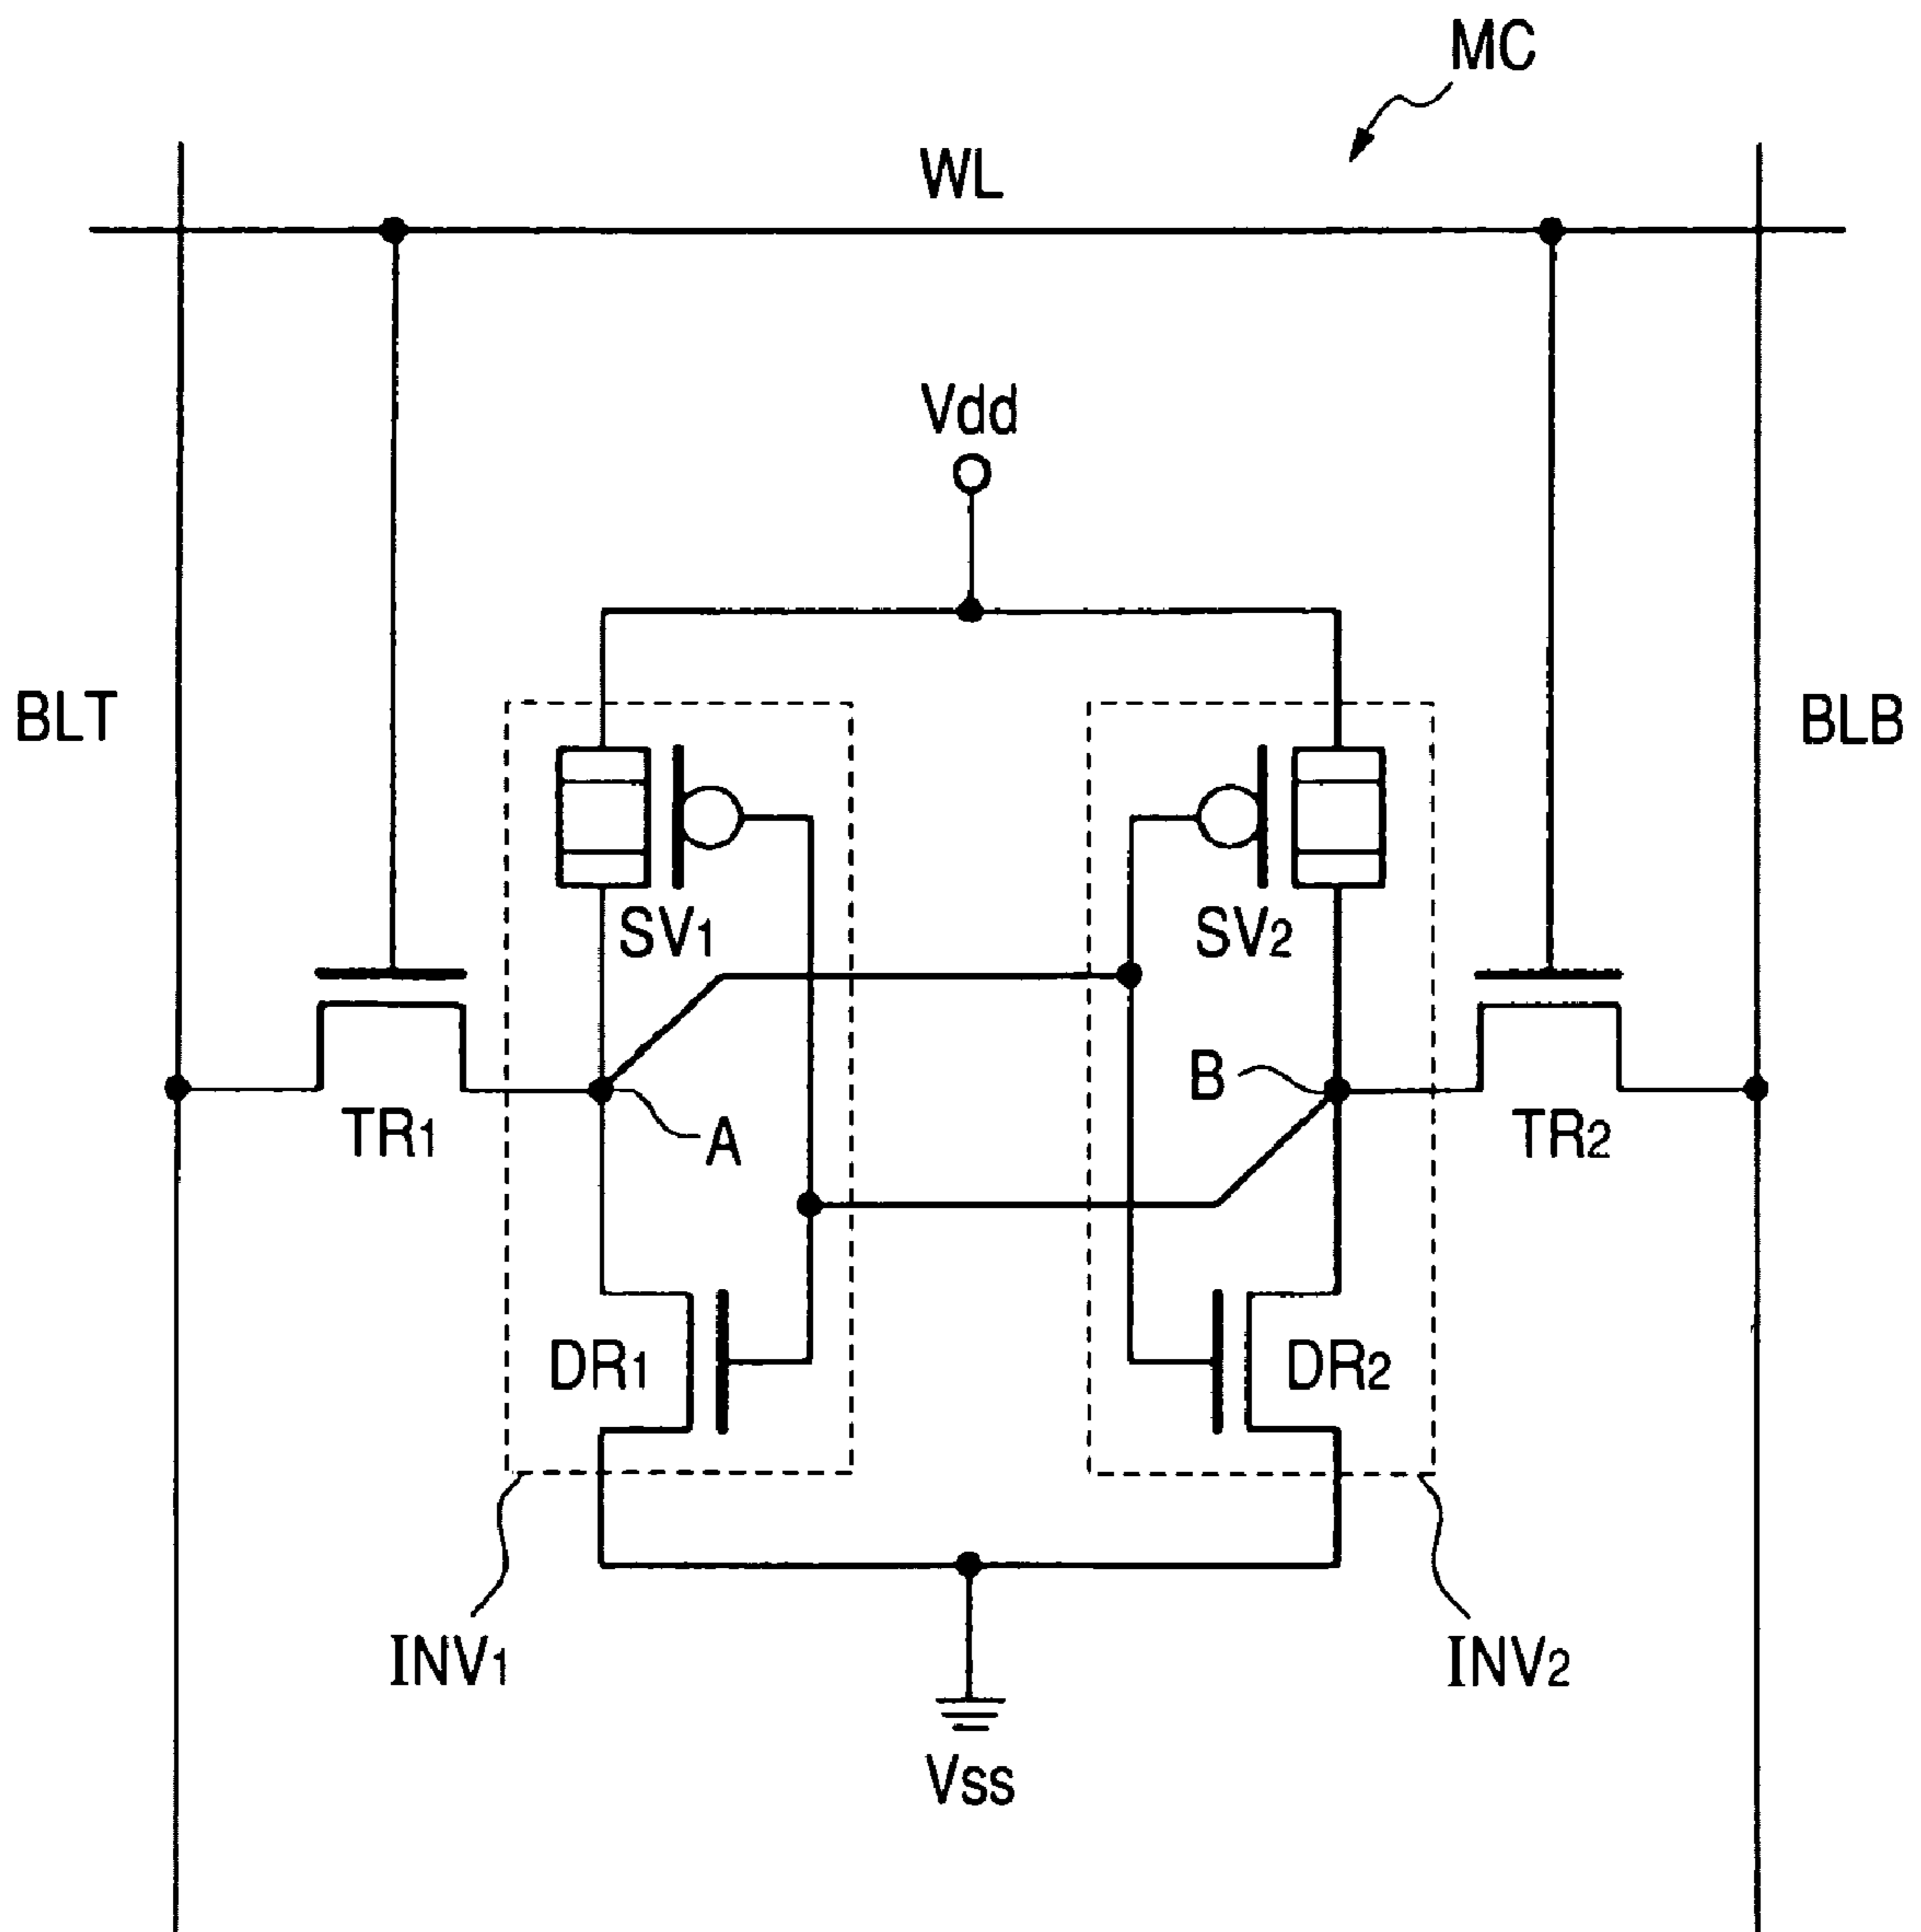 MC
WL
Vdd
BLT
BLB
SV1
SV2
B
TR1
A
TR2
DR1
DR2
INV1
INV2
Vss